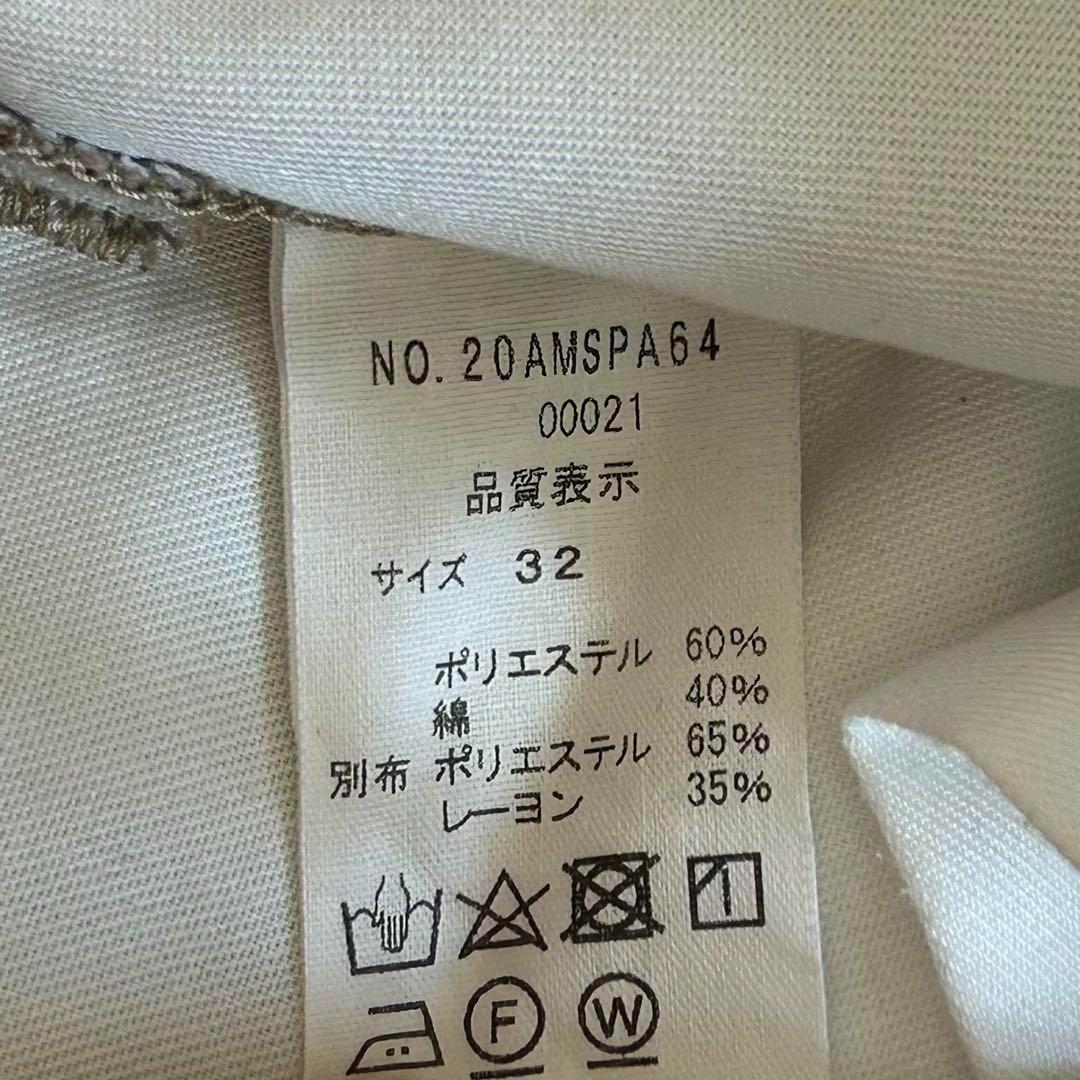 NO. 20AMSPA64
00021
品質表示
サイズ 32
ポリエステル 60%
綿 40%
別布 ポリエステル 65%
レーヨン 35%
F W